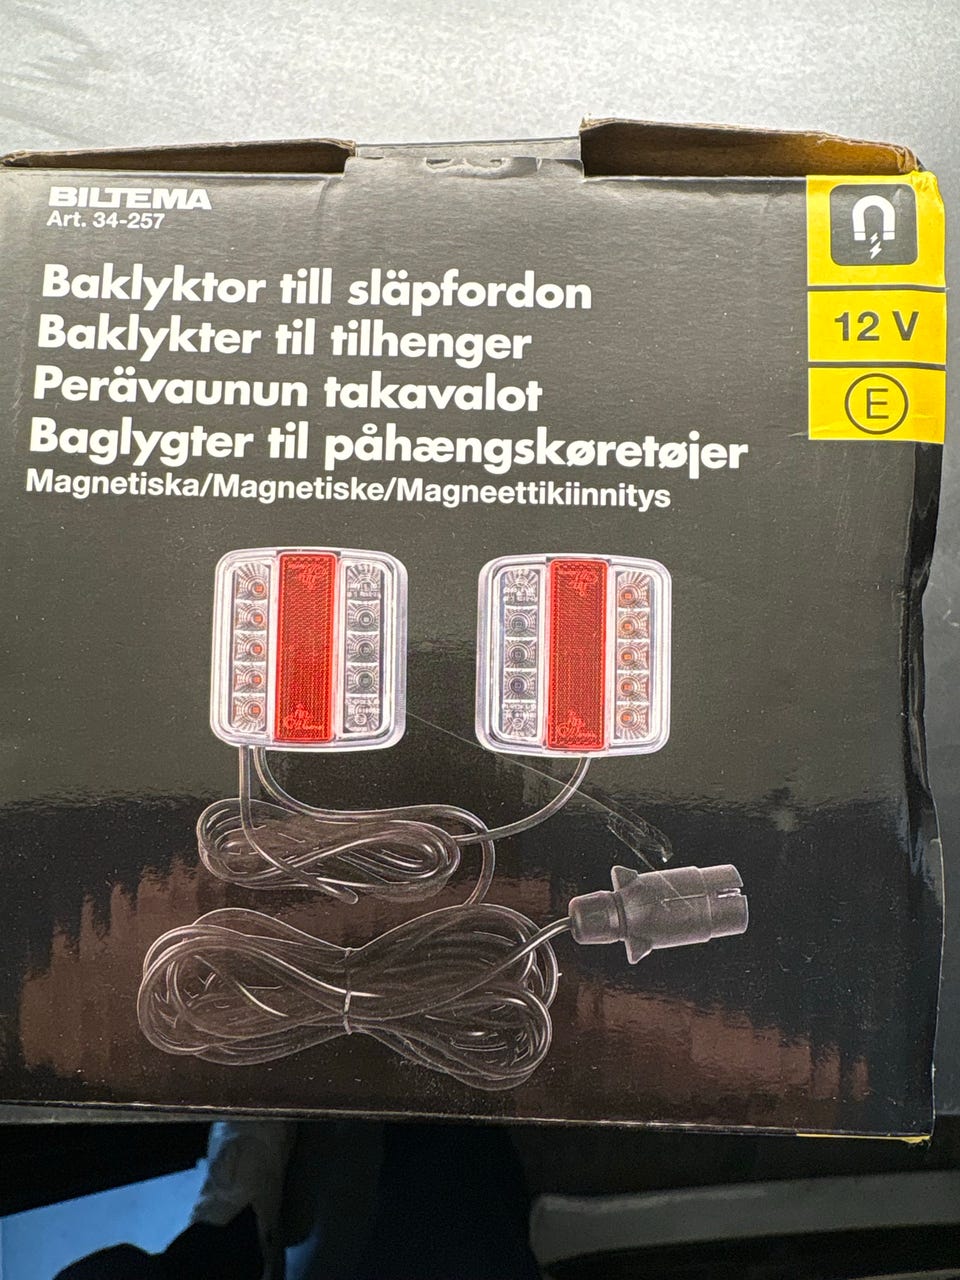 BILTEMA
Art. 34-257
Baklyktor till släpfordon
Baklykter til tilhenger
Perävaunun takavalot
Baglygter til påhængskøretøjer
Magnetiska/Magnetiske/Magneettikiinnitys
12 V
E